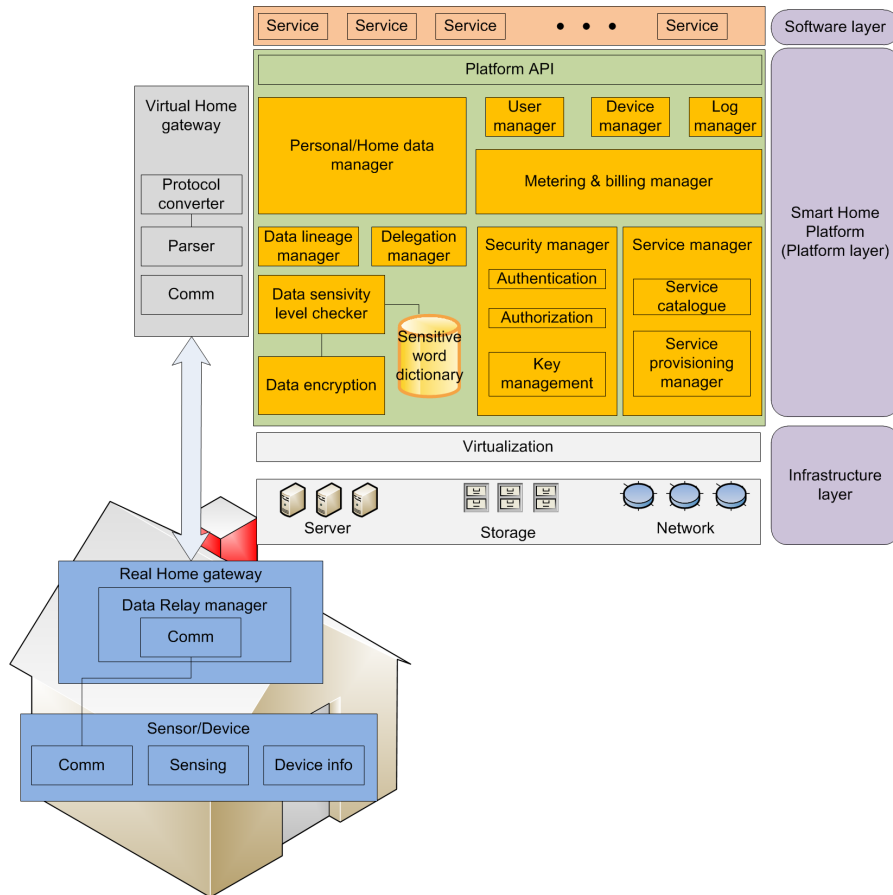 Service
Service
Service
• • •
Service
Software layer
Platform API
Virtual Home
gateway
Protocol
converter
Parser
Comm
Personal/Home data
manager
User
manager
Device
manager
Log
manager
Metering & billing manager
Data lineage
manager
Delegation
manager
Data sensivity
level checker
Sensitive
word
dictionary
Data encryption
Security manager
Authentication
Authorization
Key
management
Service manager
Service
catalogue
Service
provisioning
manager
Smart Home
Platform
(Platform layer)
Virtualization
Server
Storage
Network
Infrastructure
layer
Real Home gateway
Data Relay manager
Comm
Sensor/Device
Comm
Sensing
Device info